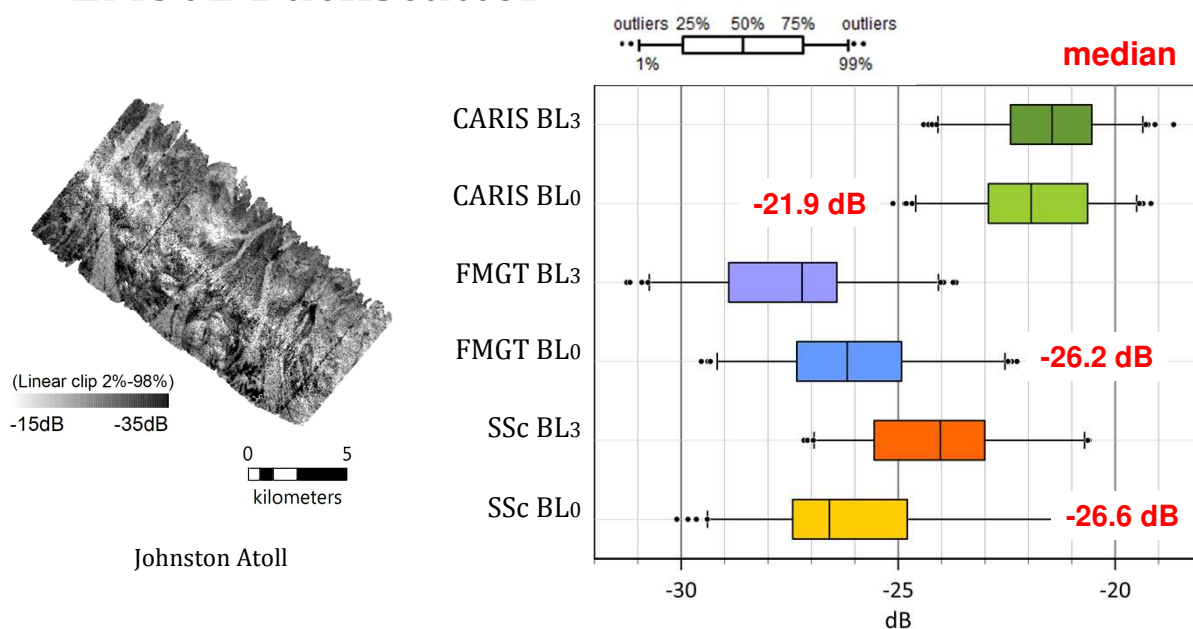 outliers 25% 50% 75% outliers
1% 99%
median
CARIS BL3
CARIS BL0
-21.9 dB
FMGT BL3
FMGT BL0
-26.2 dB
SSc BL3
SSc BL0
-26.6 dB
-30 -25 -20
dB
(Linear clip 2%-98%)
-15dB -35dB
0 5
kilometers
Johnston Atoll